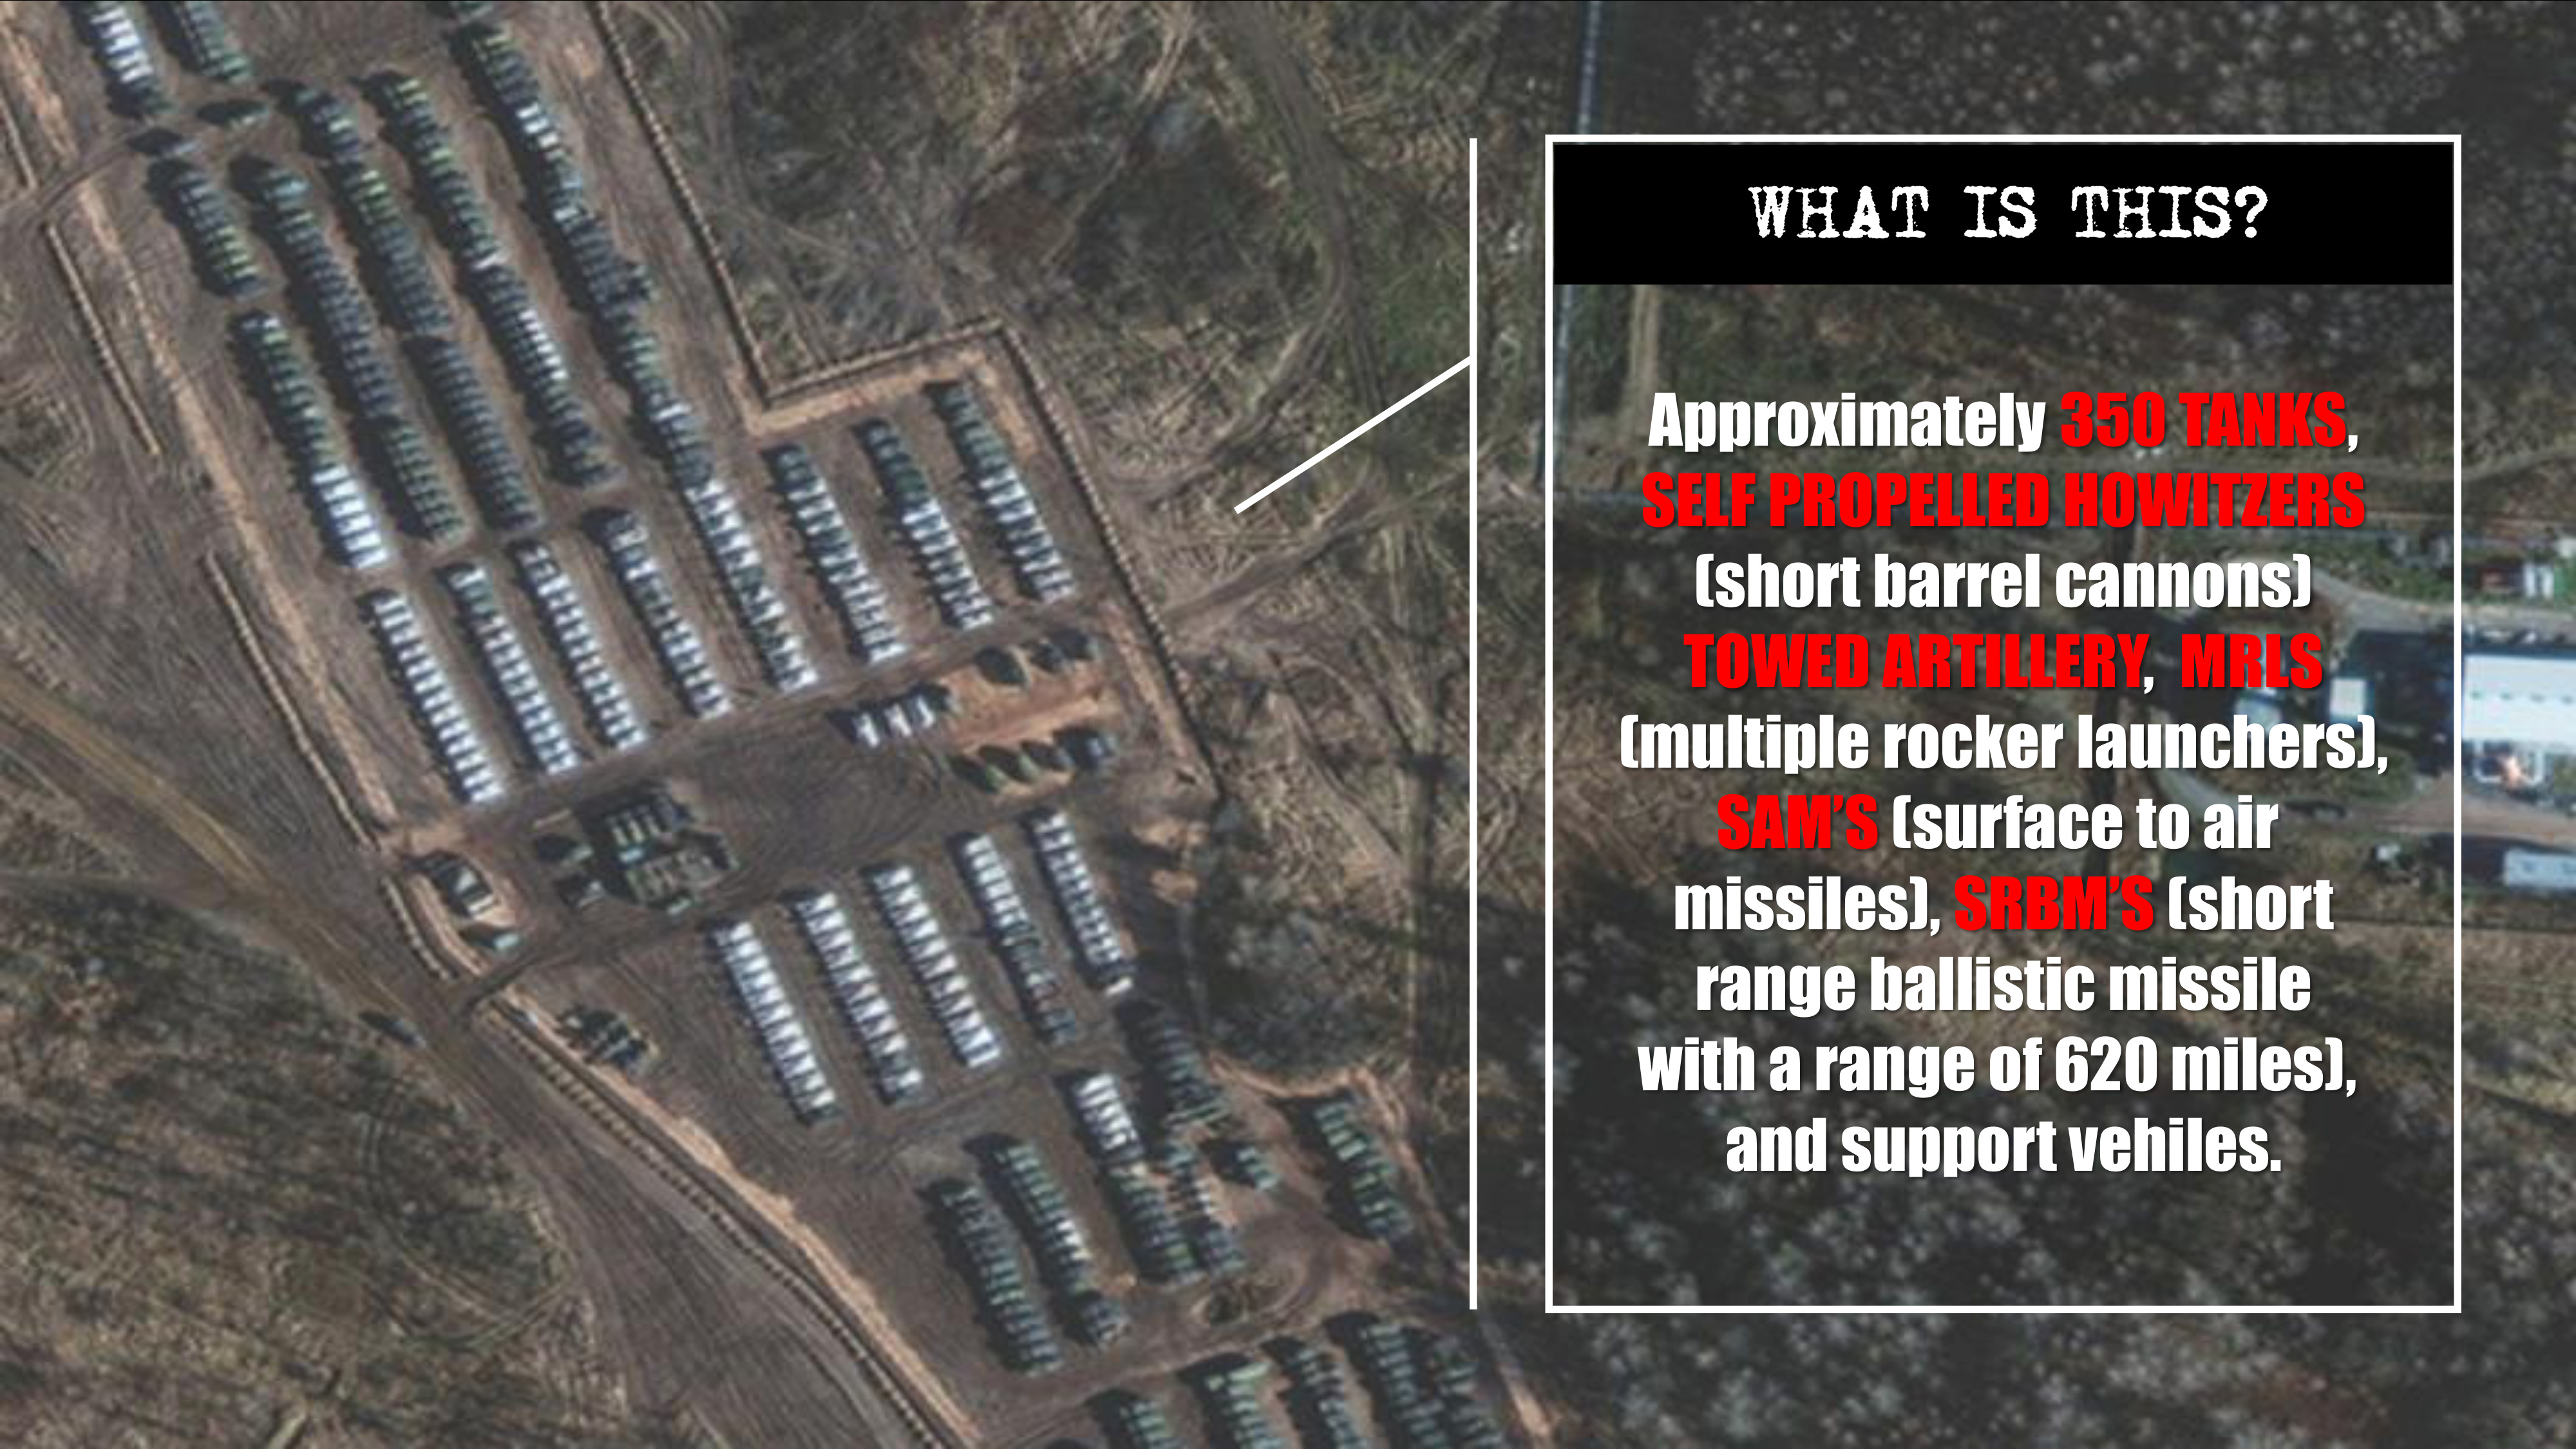 WHAT IS THIS?
Approximately 350 TANKS,
SELF PROPELLED HOWITZERS
(short barrel cannons)
TOWED ARTILLERY, MRLS
(multiple rocker launchers),
SAM'S (surface to air
missiles), SRBM'S (short
range ballistic missile
with a range of 620 miles),
and support vehiles.